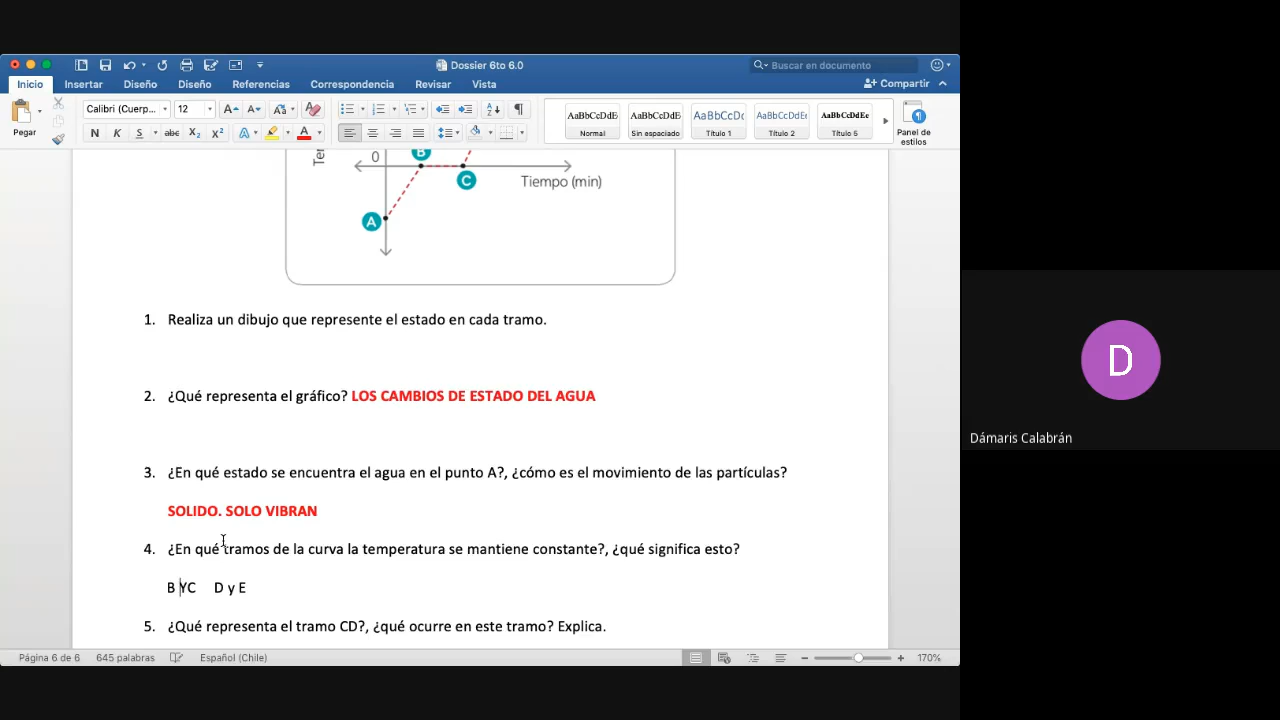 Dossier 6to 6.0
Buscar en documento
Inicio Insertar Diseño Diseño Referencias Correspondencia Revisar Vista
Compartir
Pegar
Calibri (Cuerp... 12
N K S abc X₂ X²
AaBbCcDdE AaBbCcDdE AaBbCcDc AaBbCcDdE AaBbCcDdEe
Normal Sin espaciado Título 1 Título 2 Título 5
Panel de
estilos
0
B
C
A
Tiempo (min)
1. Realiza un dibujo que represente el estado en cada tramo.
2. ¿Qué representa el gráfico? LOS CAMBIOS DE ESTADO DEL AGUA
3. ¿En qué estado se encuentra el agua en el punto A?, ¿cómo es el movimiento de las partículas?
SOLIDO. SOLO VIBRAN
4. ¿En qué tramos de la curva la temperatura se mantiene constante?, ¿qué significa esto?
B YC D y E
5. ¿Qué representa el tramo CD?, ¿qué ocurre en este tramo? Explica.
Página 6 de 6 645 palabras Español (Chile) 170%
D
Dámaris Calabrán